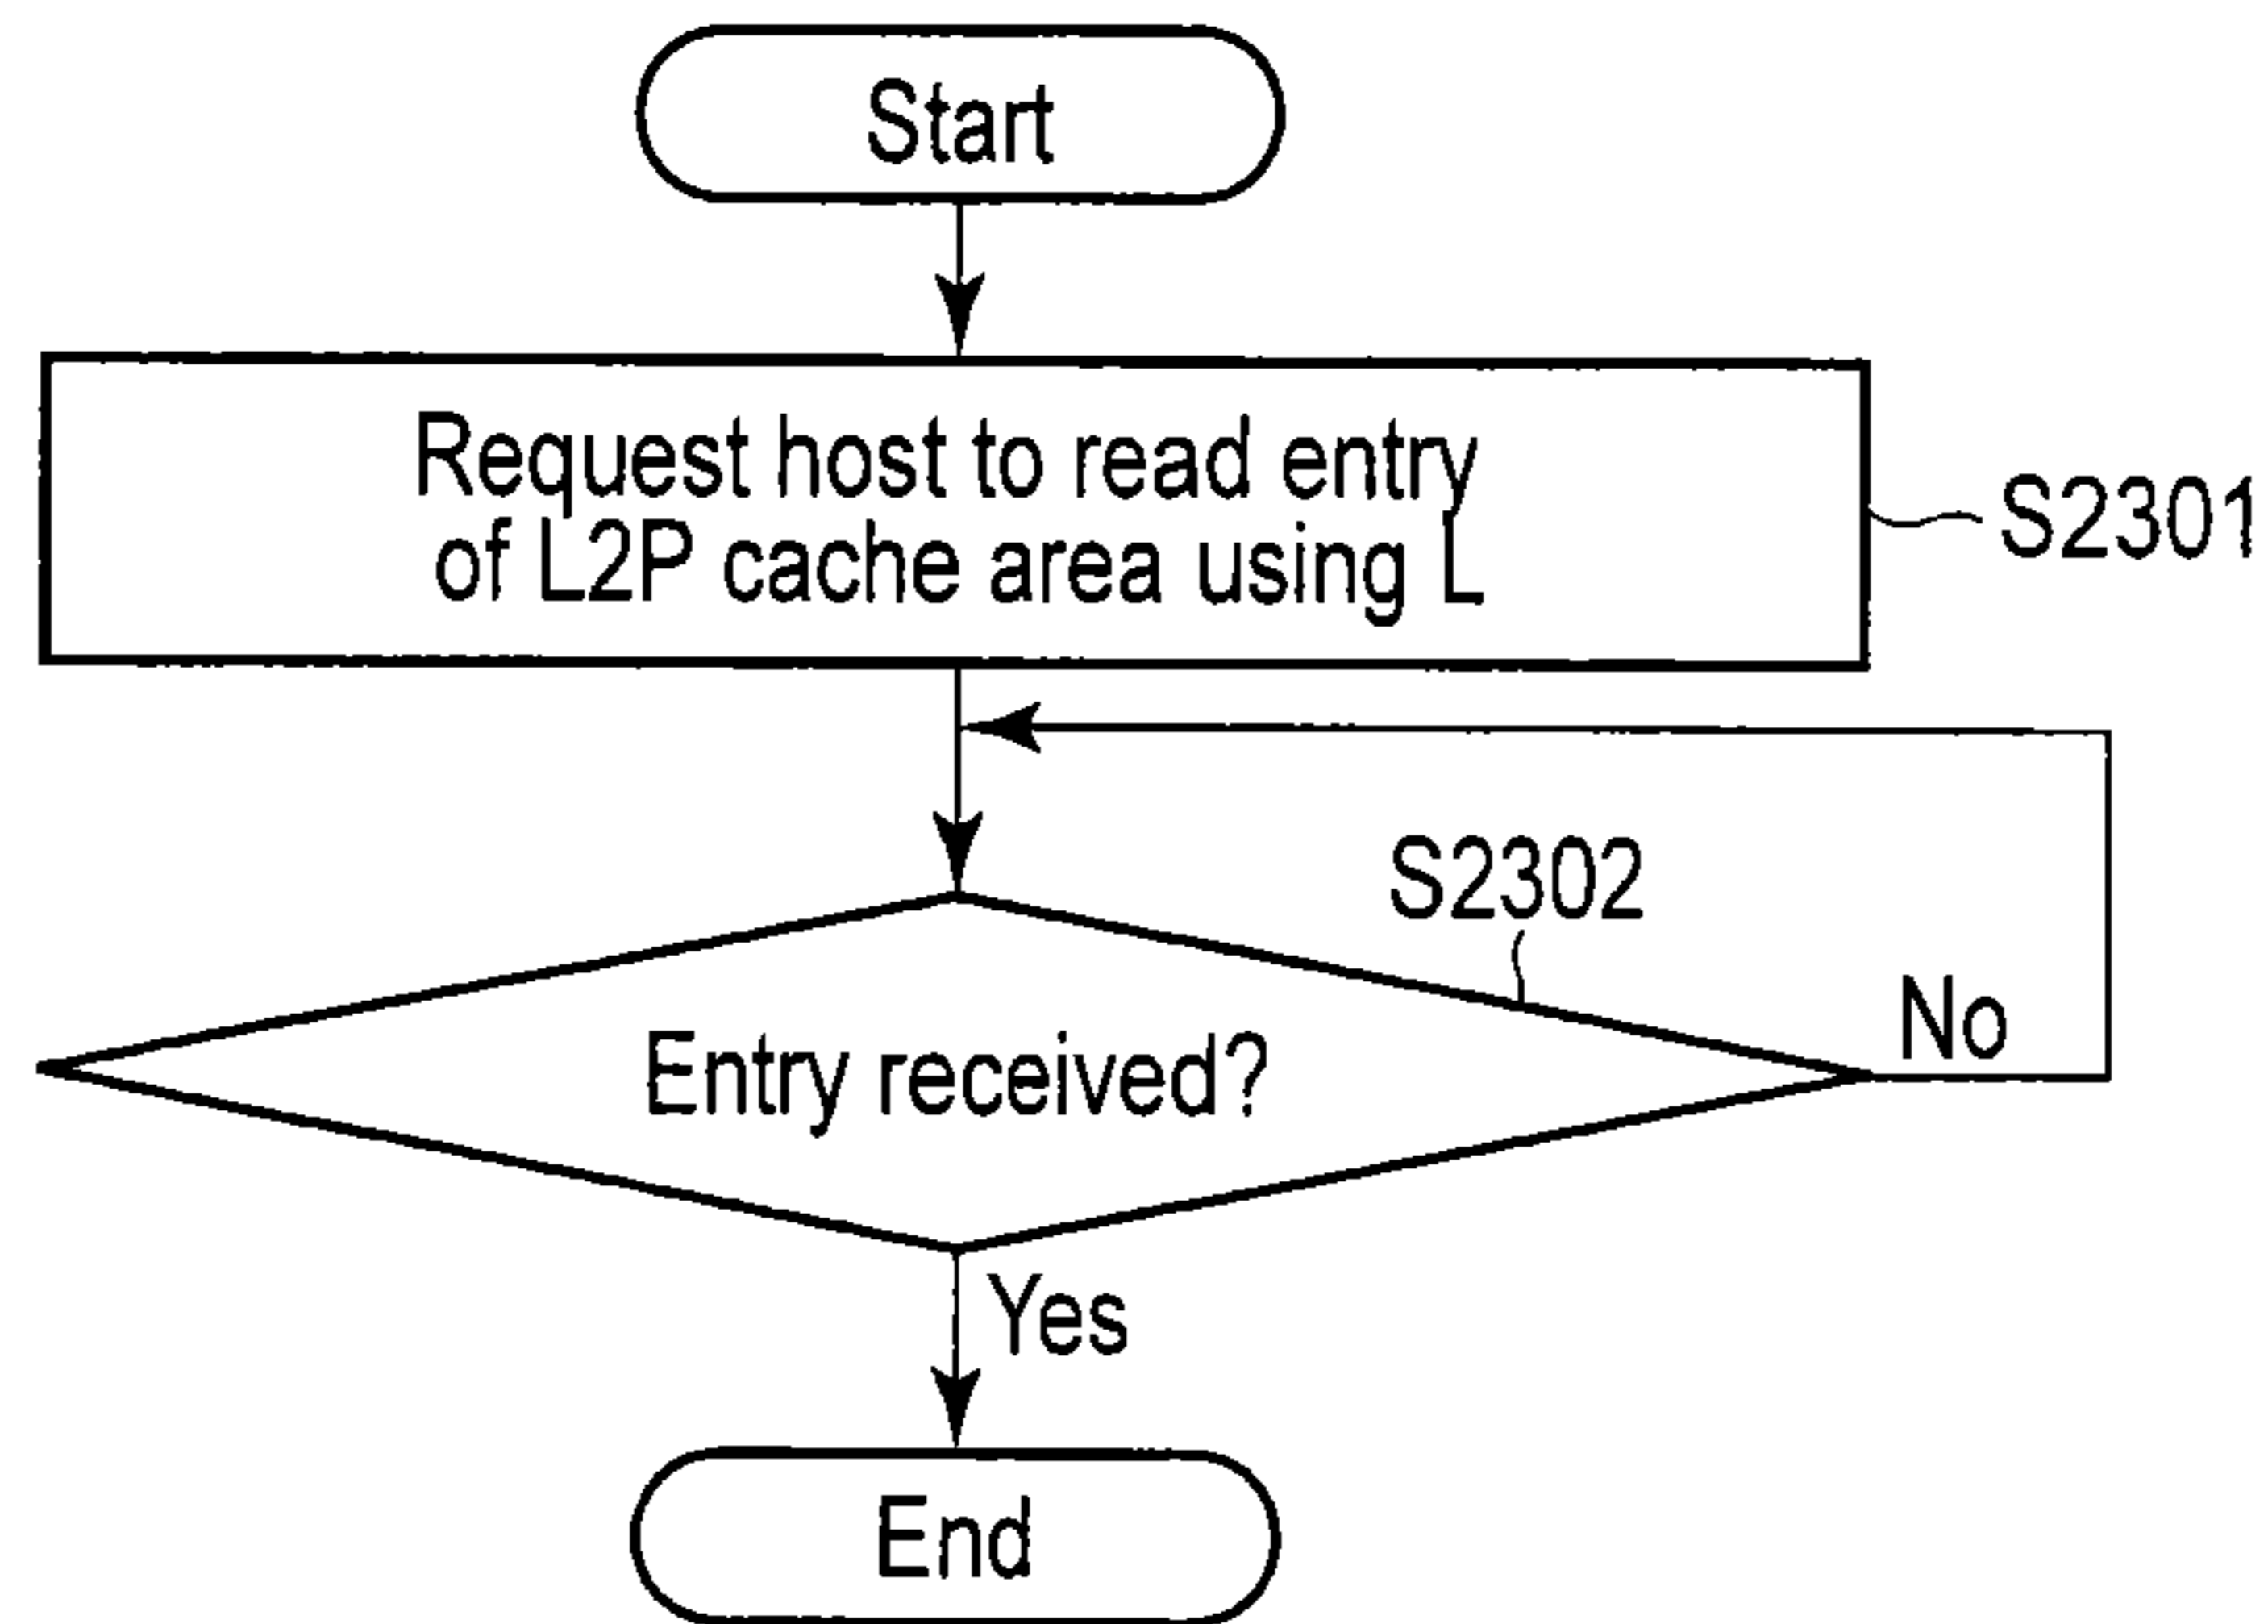 Start
Request host to read entry
of L2P cache area using L
S2301
S2302
Entry received?
No
Yes
End